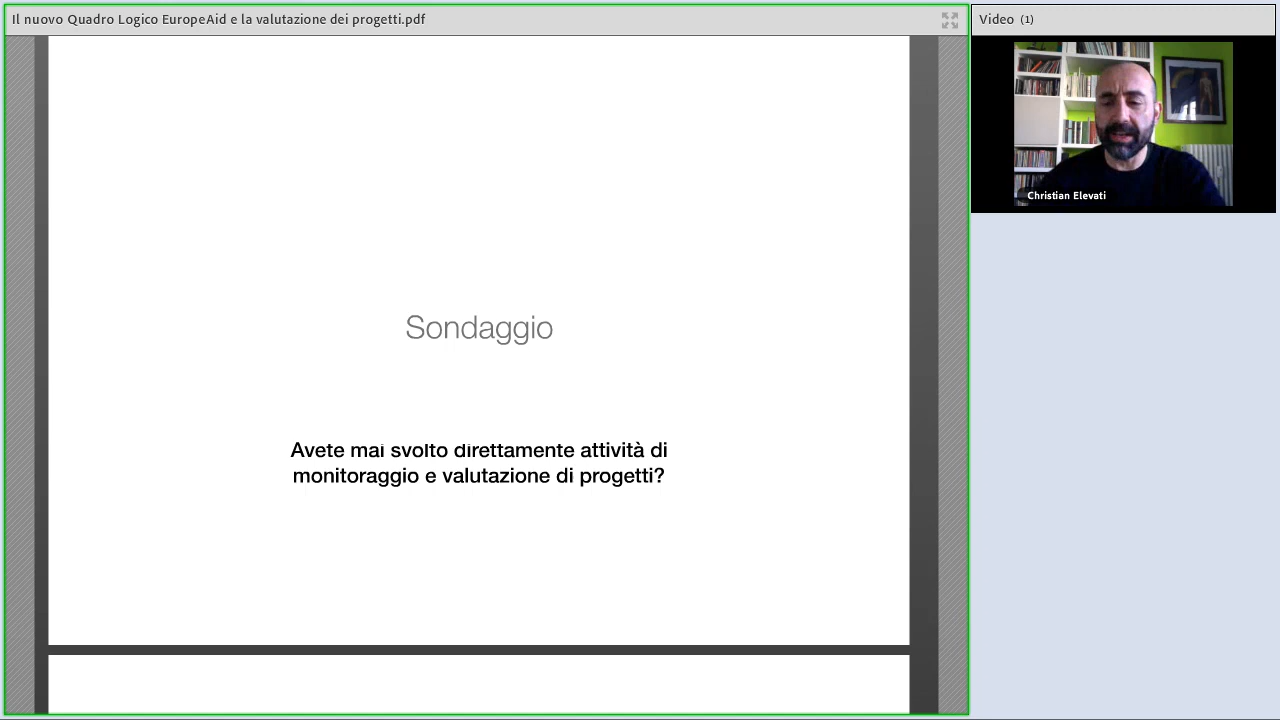 Il nuovo Quadro Logico EuropeAid e la valutazione dei progetti.pdf
Video (1)
Christian Elevati
Sondaggio
Avete mai svolto direttamente attività di
monitoraggio e valutazione di progetti?